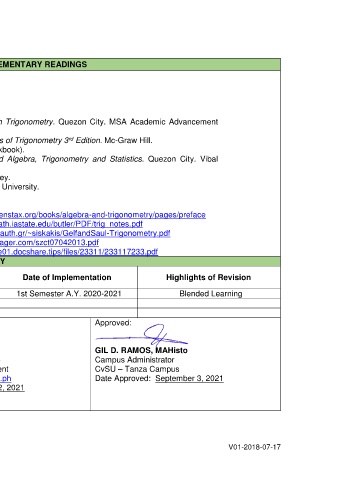 EMENTARY READINGS
n Trigonometry. Quezon City. MSA Academic Advancement
s of Trigonometry 3rd Edition. Mc-Graw Hill.
kbook).
d Algebra, Trigonometry and Statistics. Quezon City. Vibal
ey.
University.
enstax.org/books/algebra-and-trigonometry/pages/preface
ath.iastate.edu/butler/PDF/trig_notes.pdf
auth.gr/~siskakis/GelfandSaul-Trigonometry.pdf
ager.com/szct07042013.pdf
e01.docshare.tips/files/23311/233117233.pdf
Y
Date of Implementation Highlights of Revision
1st Semester A.Y. 2020-2021 Blended Learning
Approved:
GIL D. RAMOS, MAHisto
Campus Administrator
ent CvSU – Tanza Campus
.ph Date Approved: September 3, 2021
2, 2021
V01-2018-07-17